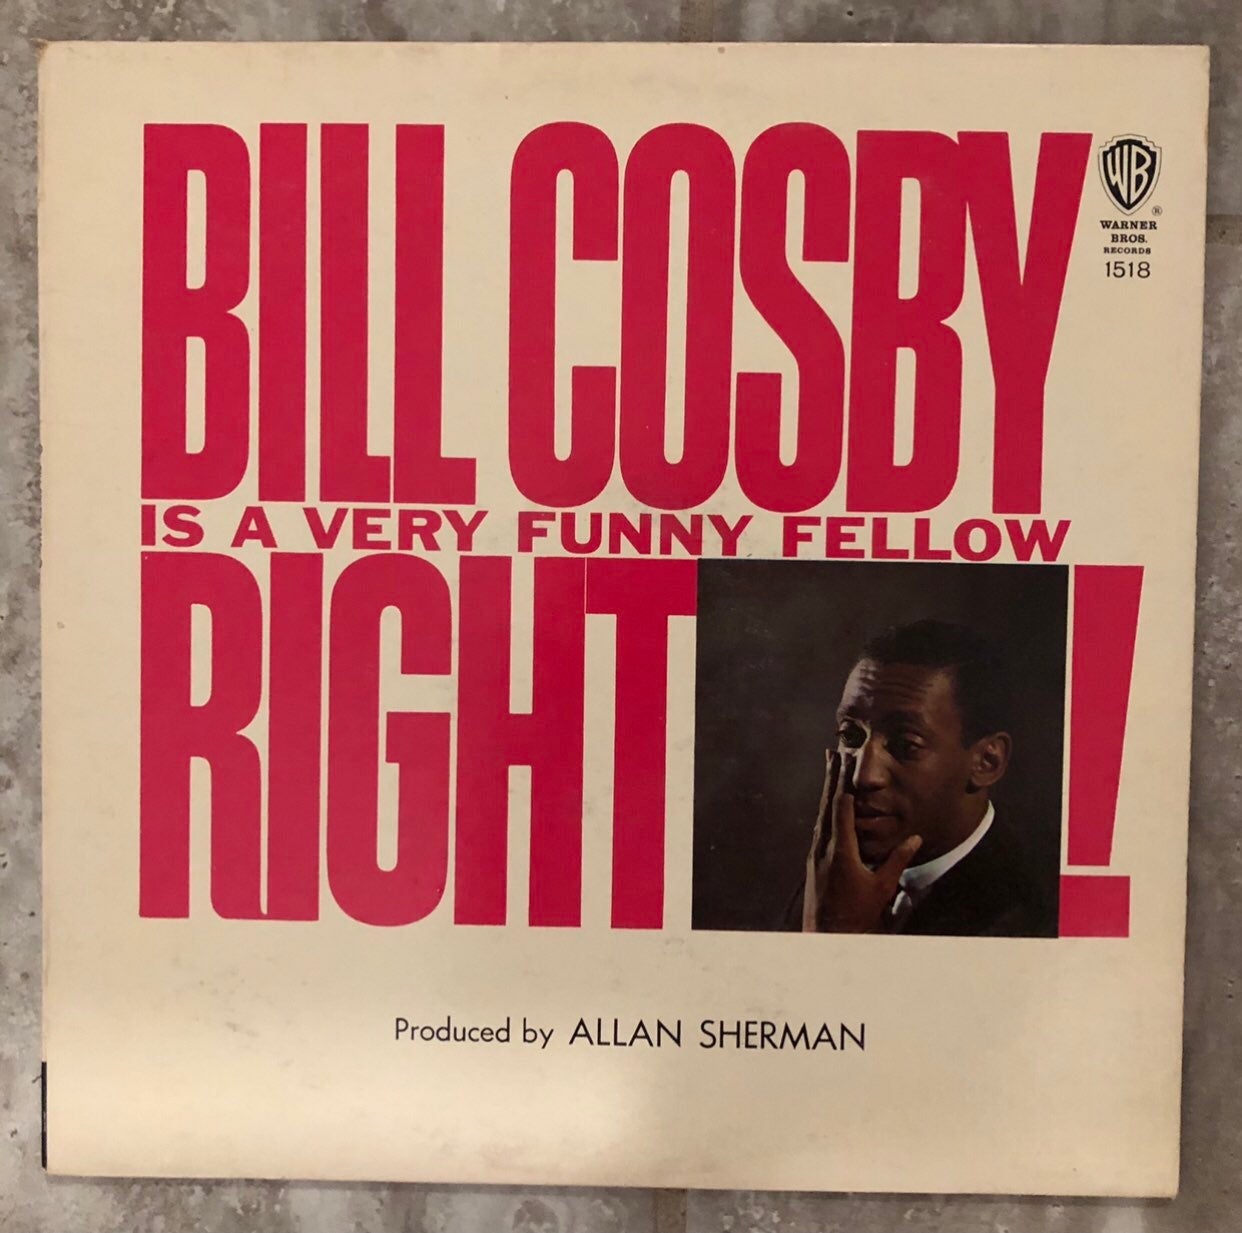 BILL COSBY
IS A VERY FUNNY FELLOW
RIGHT!
WB
®
WARNER
BROS.
RECORDS
1518
Produced by ALLAN SHERMAN